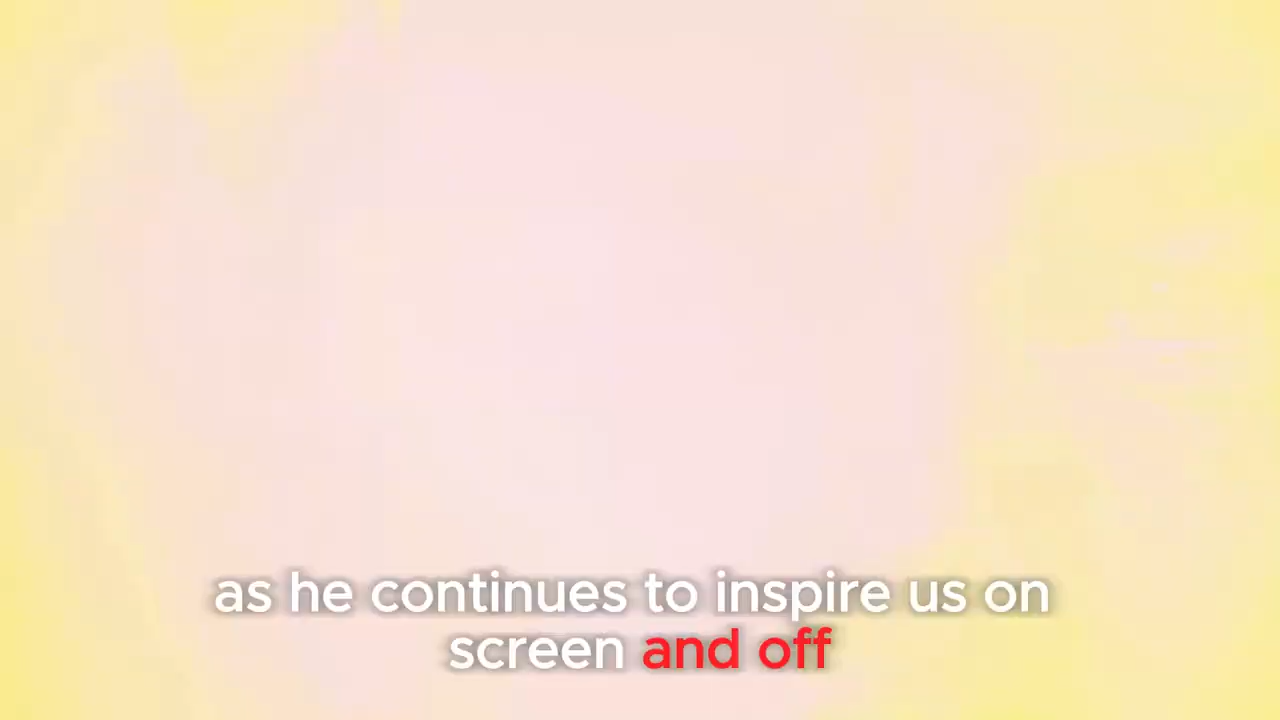 as he continues to inspire us on
screen and off